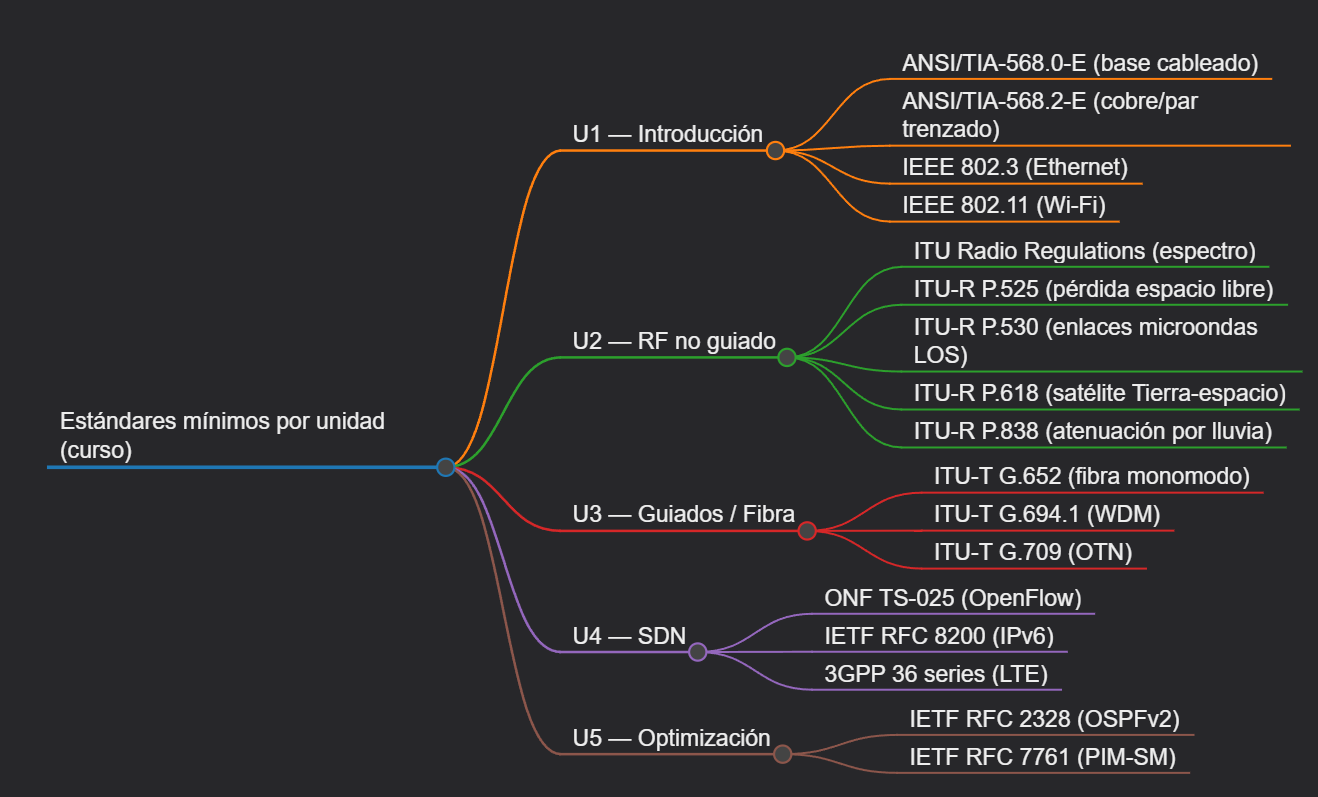 Estándares mínimos por unidad
(curso)
U1 — Introducción
ANSI/TIA-568.0-E (base cableado)
ANSI/TIA-568.2-E (cobre/par
trenzado)
IEEE 802.3 (Ethernet)
IEEE 802.11 (Wi-Fi)
U2 — RF no guiado
ITU Radio Regulations (espectro)
ITU-R P.525 (pérdida espacio libre)
ITU-R P.530 (enlaces microondas
LOS)
ITU-R P.618 (satélite Tierra-espacio)
ITU-R P.838 (atenuación por lluvia)
U3 — Guiados / Fibra
ITU-T G.652 (fibra monomodo)
ITU-T G.694.1 (WDM)
ITU-T G.709 (OTN)
U4 — SDN
ONF TS-025 (OpenFlow)
IETF RFC 8200 (IPv6)
3GPP 36 series (LTE)
U5 — Optimización
IETF RFC 2328 (OSPFv2)
IETF RFC 7761 (PIM-SM)